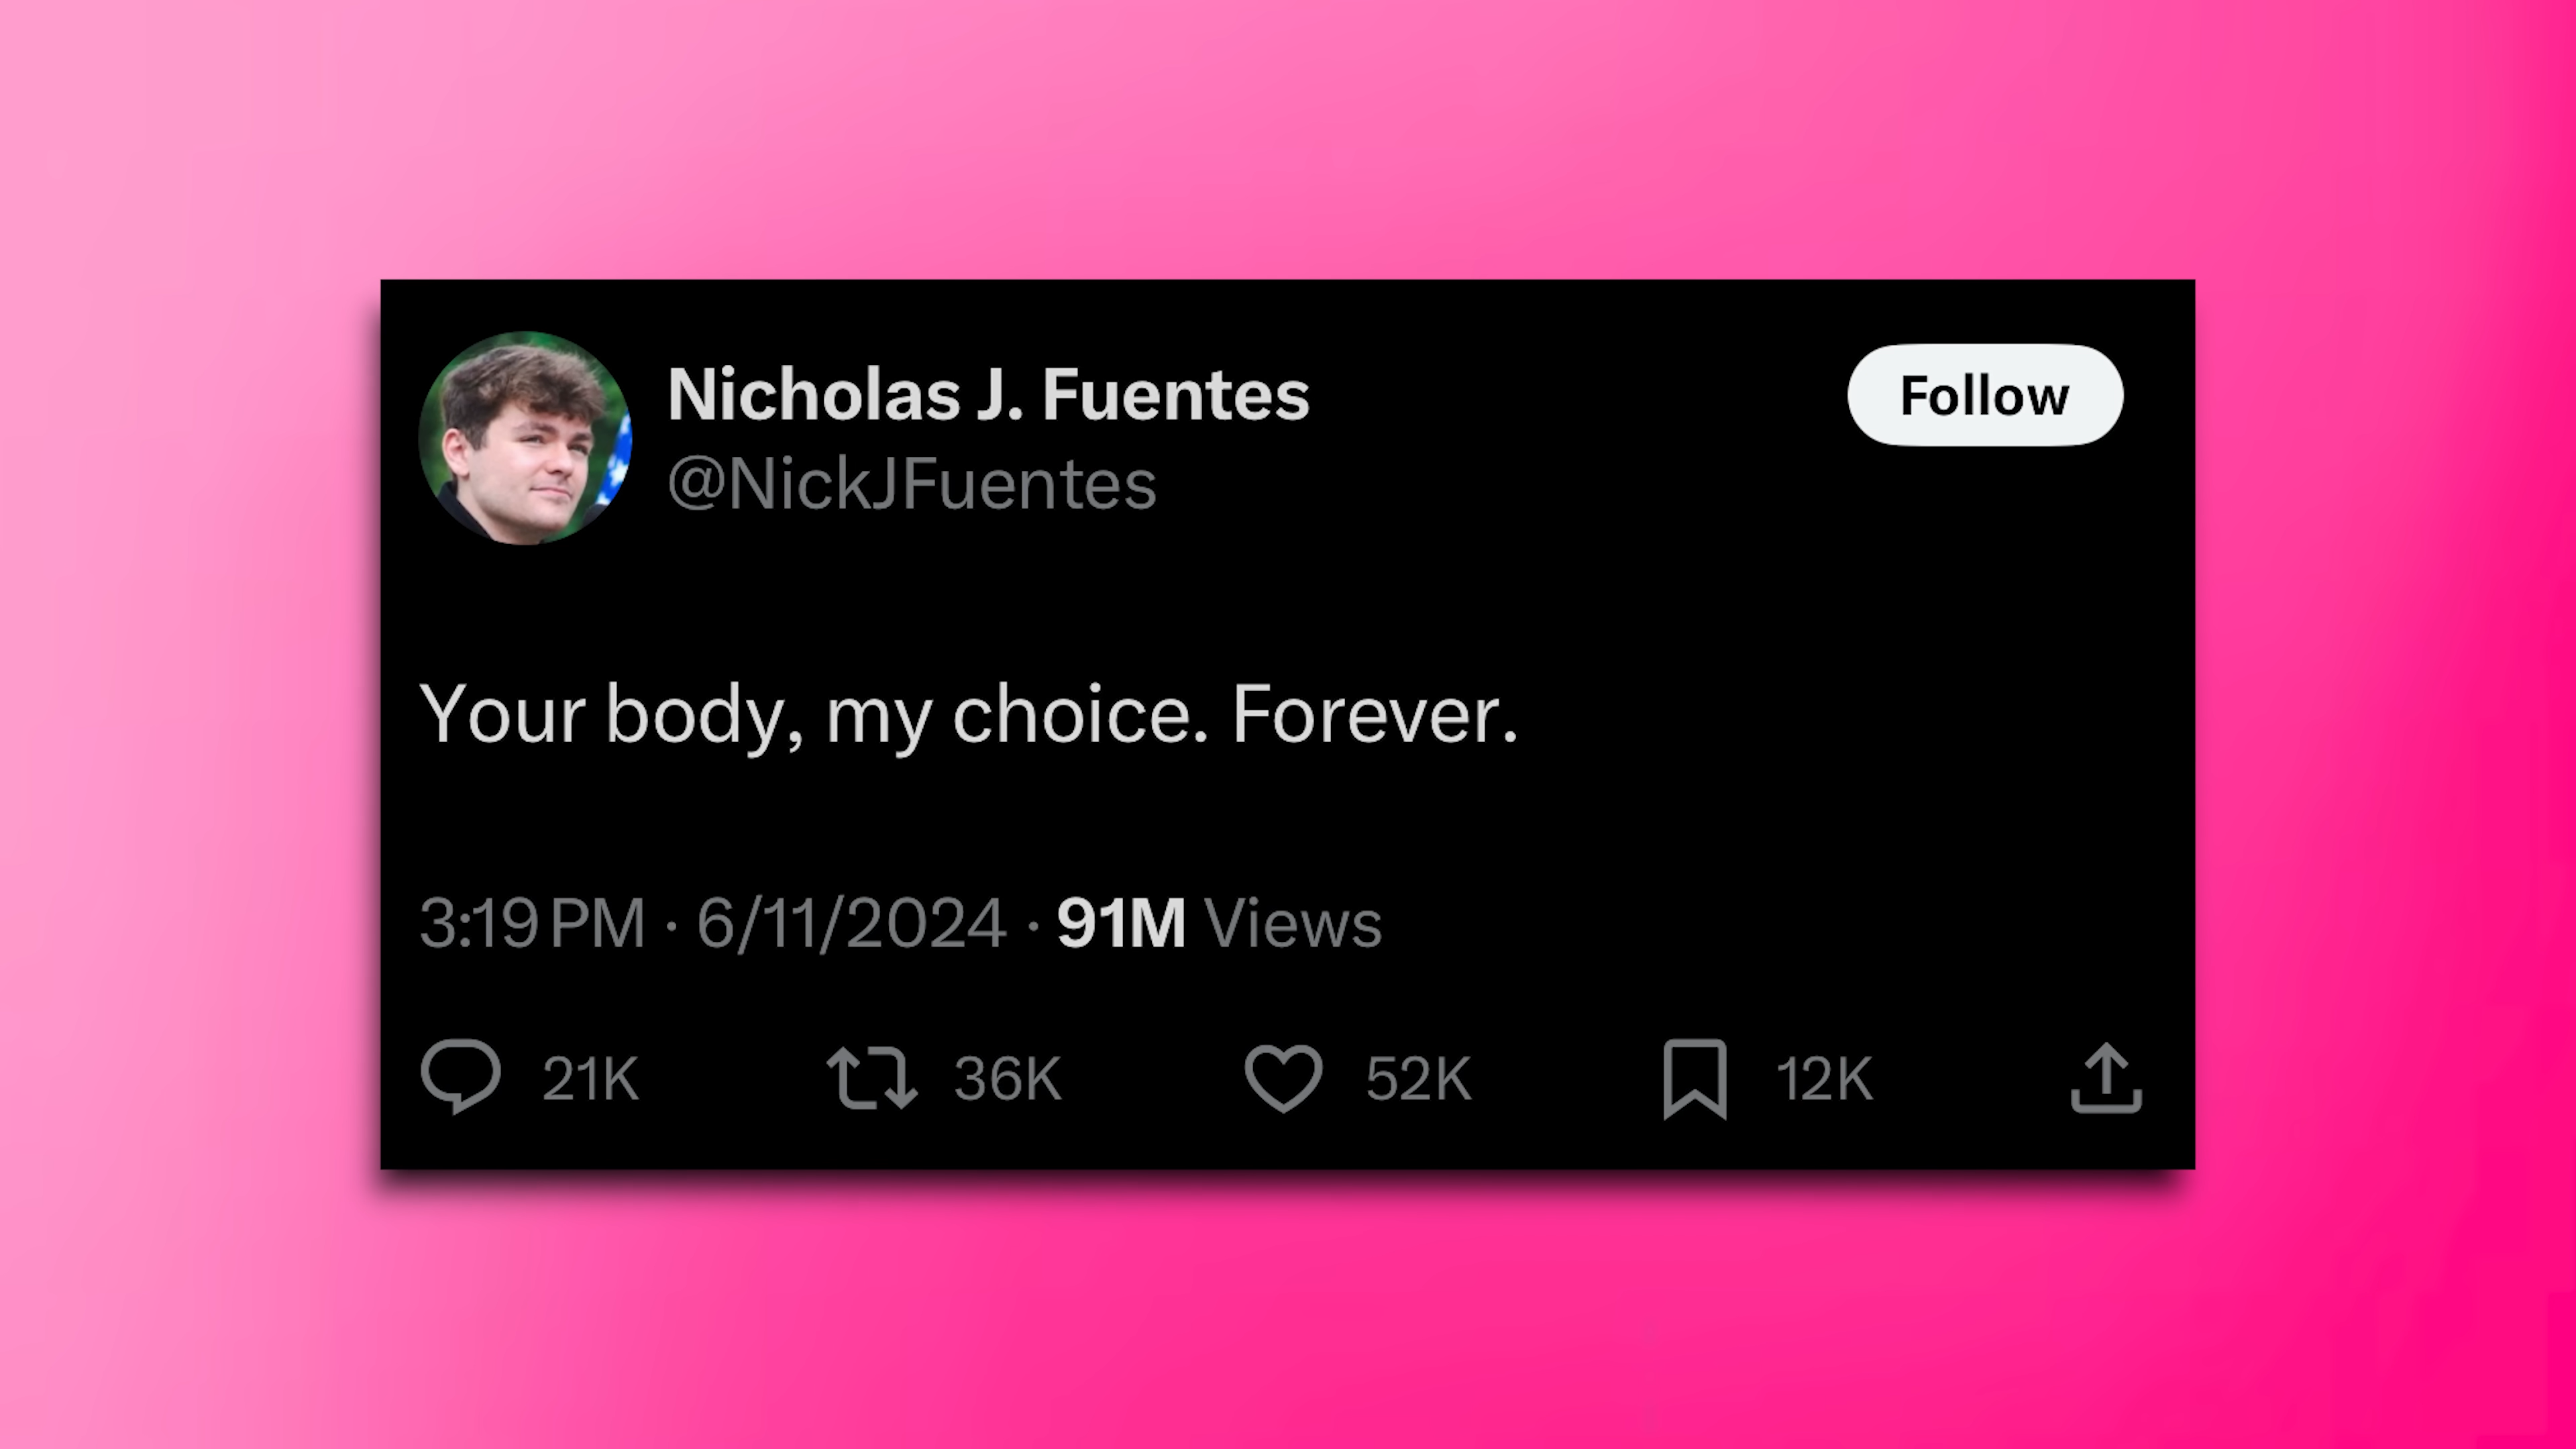 Nicholas J. Fuentes
Follow
@NickJFuentes
Your body, my choice. Forever.
3:19 PM · 6/11/2024 · 91M Views
21K 36K 52K 12K